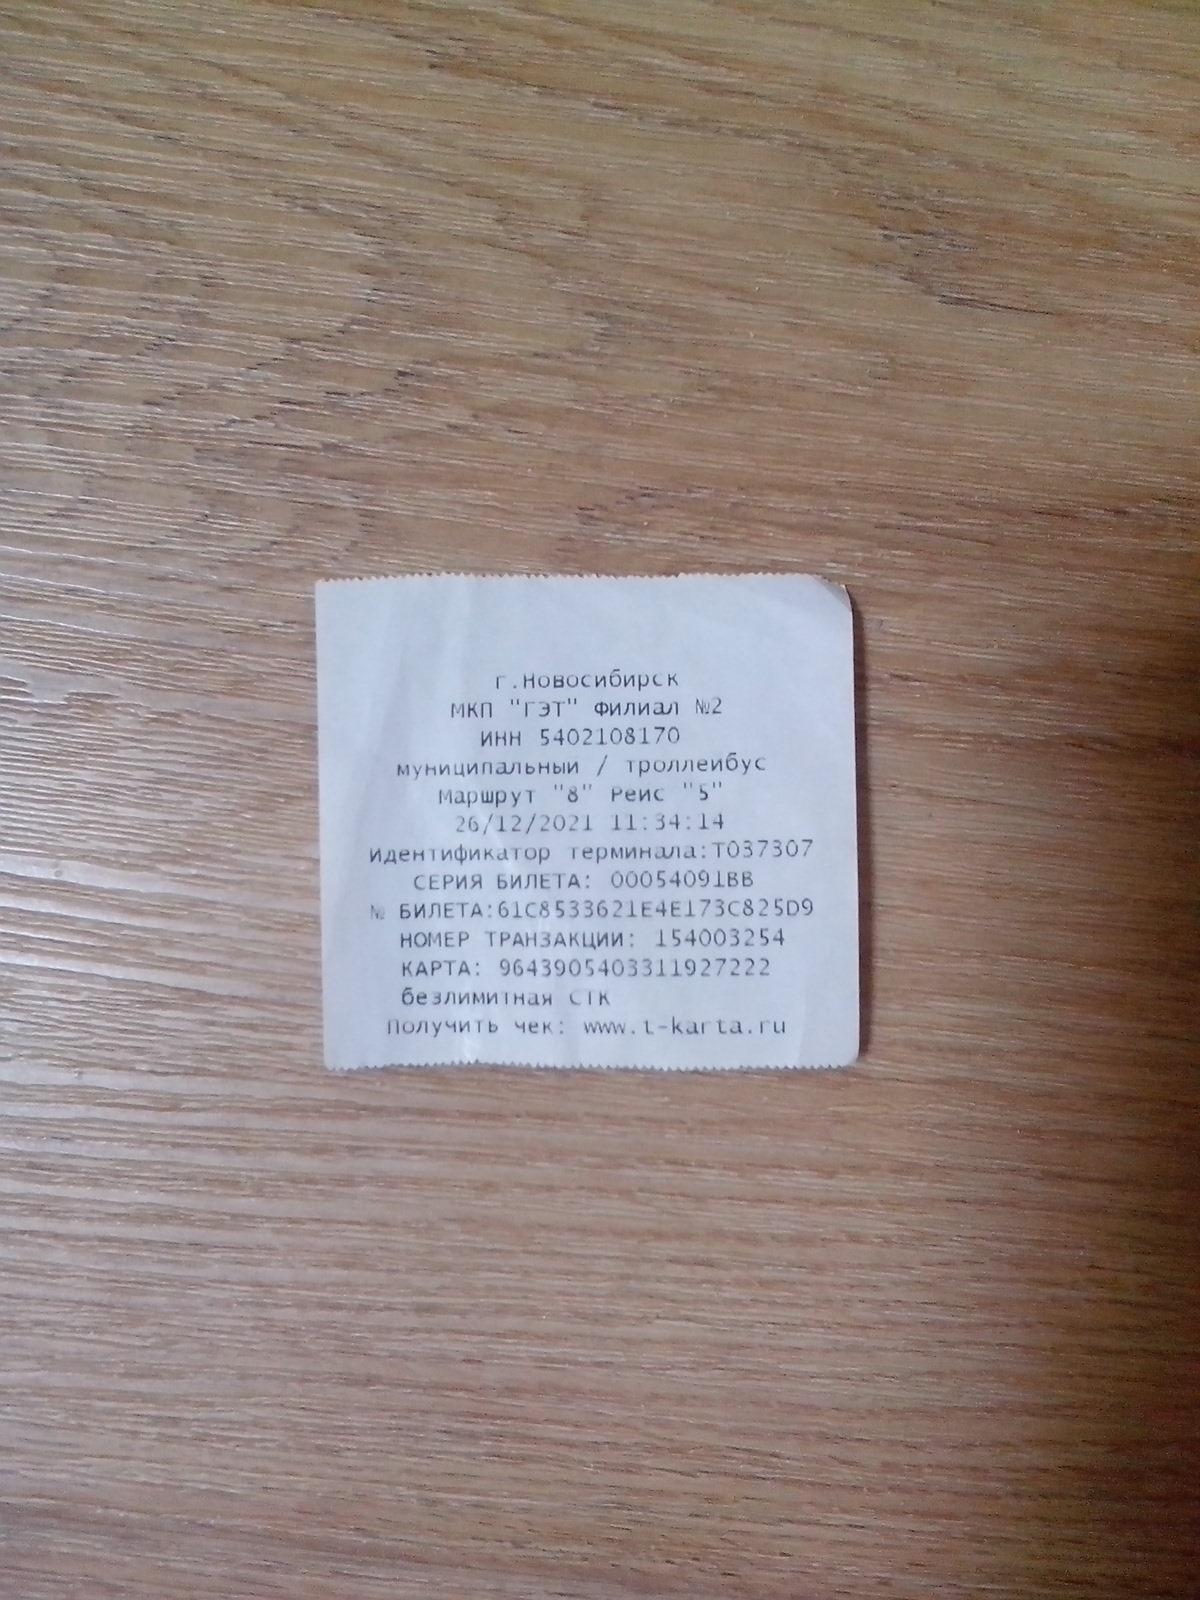 г.Новосибирск
МКП "ГЭТ" Филиал №2
ИНН 5402108170
муниципальный / троллейбус
Маршрут "8" Рейс "5"
26/12/2021 11:34:14
Идентификатор терминала:Т037307
СЕРИЯ БИЛЕТА: 00054091BB
№ БИЛЕТА:61C8533621E4E173C825D9
НОМЕР ТРАНЗАКЦИИ: 154003254
КАРТА: 9643905403311927222
безлимитная СТК
Получить чек: www.t-karta.ru